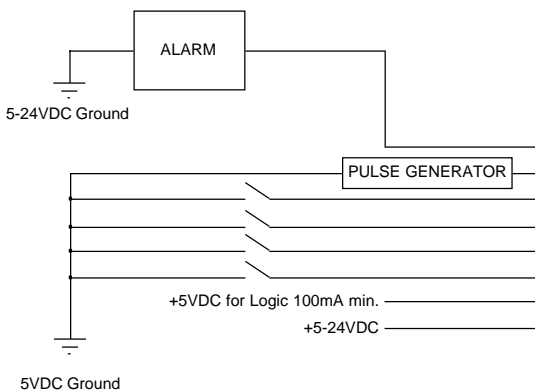 ALARM
5-24VDC Ground
PULSE GENERATOR
+5VDC for Logic 100mA min.
+5-24VDC
5VDC Ground